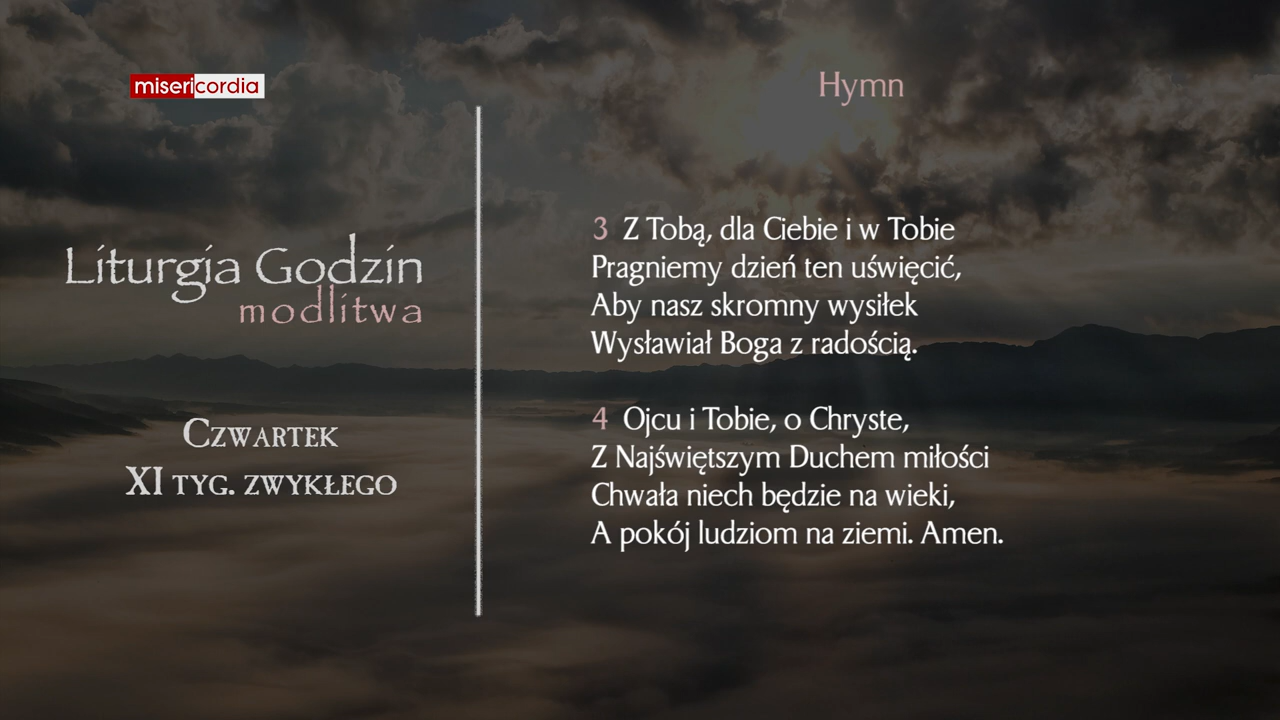 misericordia
Liturgia Godzin
modlitwa
Czwartek
XI tyg. zwykłego
Hymn
3 Z Tobą, dla Ciebie i w Tobie
Pragniemy dzień ten uświęcić,
Aby nasz skromny wysiłek
Wysławiał Boga z radością.
4 Ojcu i Tobie, o Chryste,
Z Najświętszym Duchem miłości
Chwała niech będzie na wieki,
A pokój ludziom na ziemi. Amen.